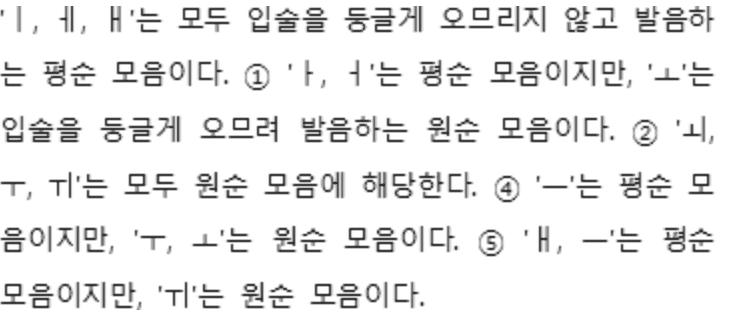 'ㅣ, ㅔ, ㅐ'는 모두 입술을 둥글게 오므리지 않고 발음하
는 평순 모음이다. ① 'ㅏ, ㅓ'는 평순 모음이지만, 'ㅗ'는
입술을 둥글게 오므려 발음하는 원순 모음이다. ② 'ㅚ,
ㅜ, ㅟ'는 모두 원순 모음에 해당한다. ④ 'ㅡ'는 평순 모
음이지만, 'ㅜ, ㅗ'는 원순 모음이다. ⑤ 'ㅐ, ㅡ'는 평순
모음이지만, 'ㅟ'는 원순 모음이다.